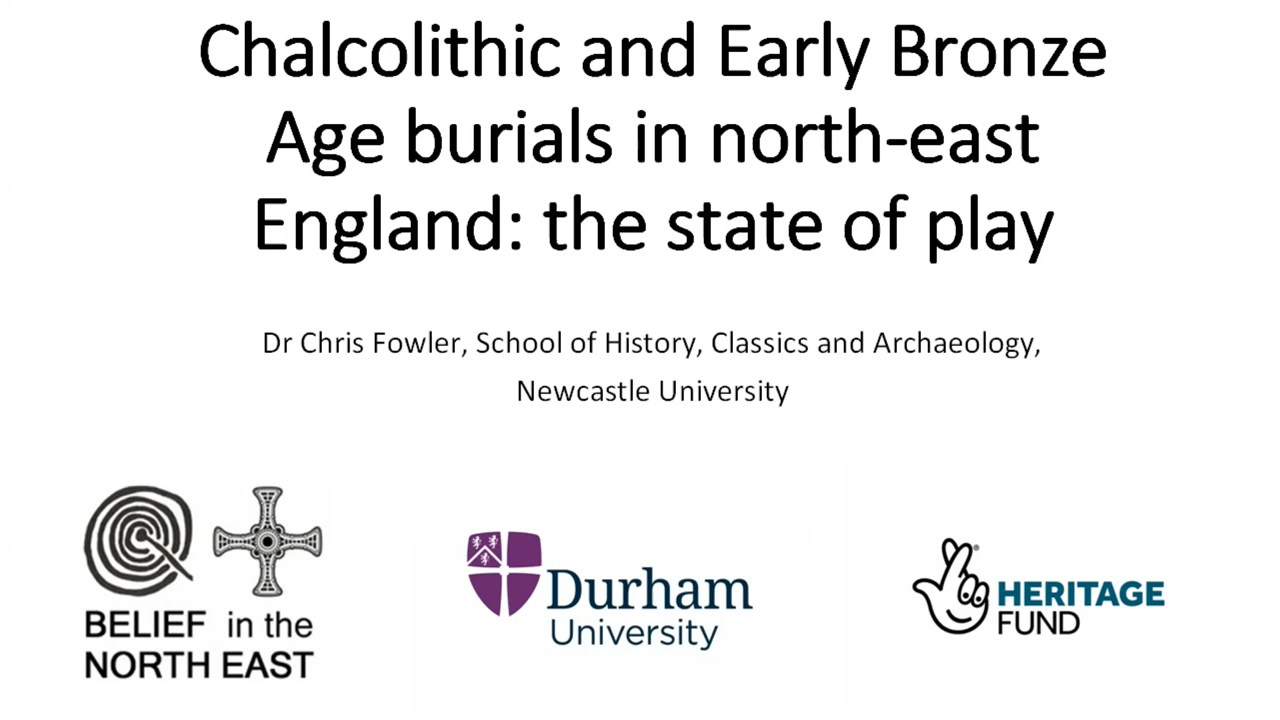 Chalcolithic and Early Bronze
Age burials in north-east
England: the state of play
Dr Chris Fowler, School of History, Classics and Archaeology,
Newcastle University
BELIEF in the
NORTH EAST
Durham
University
HERITAGE
FUND